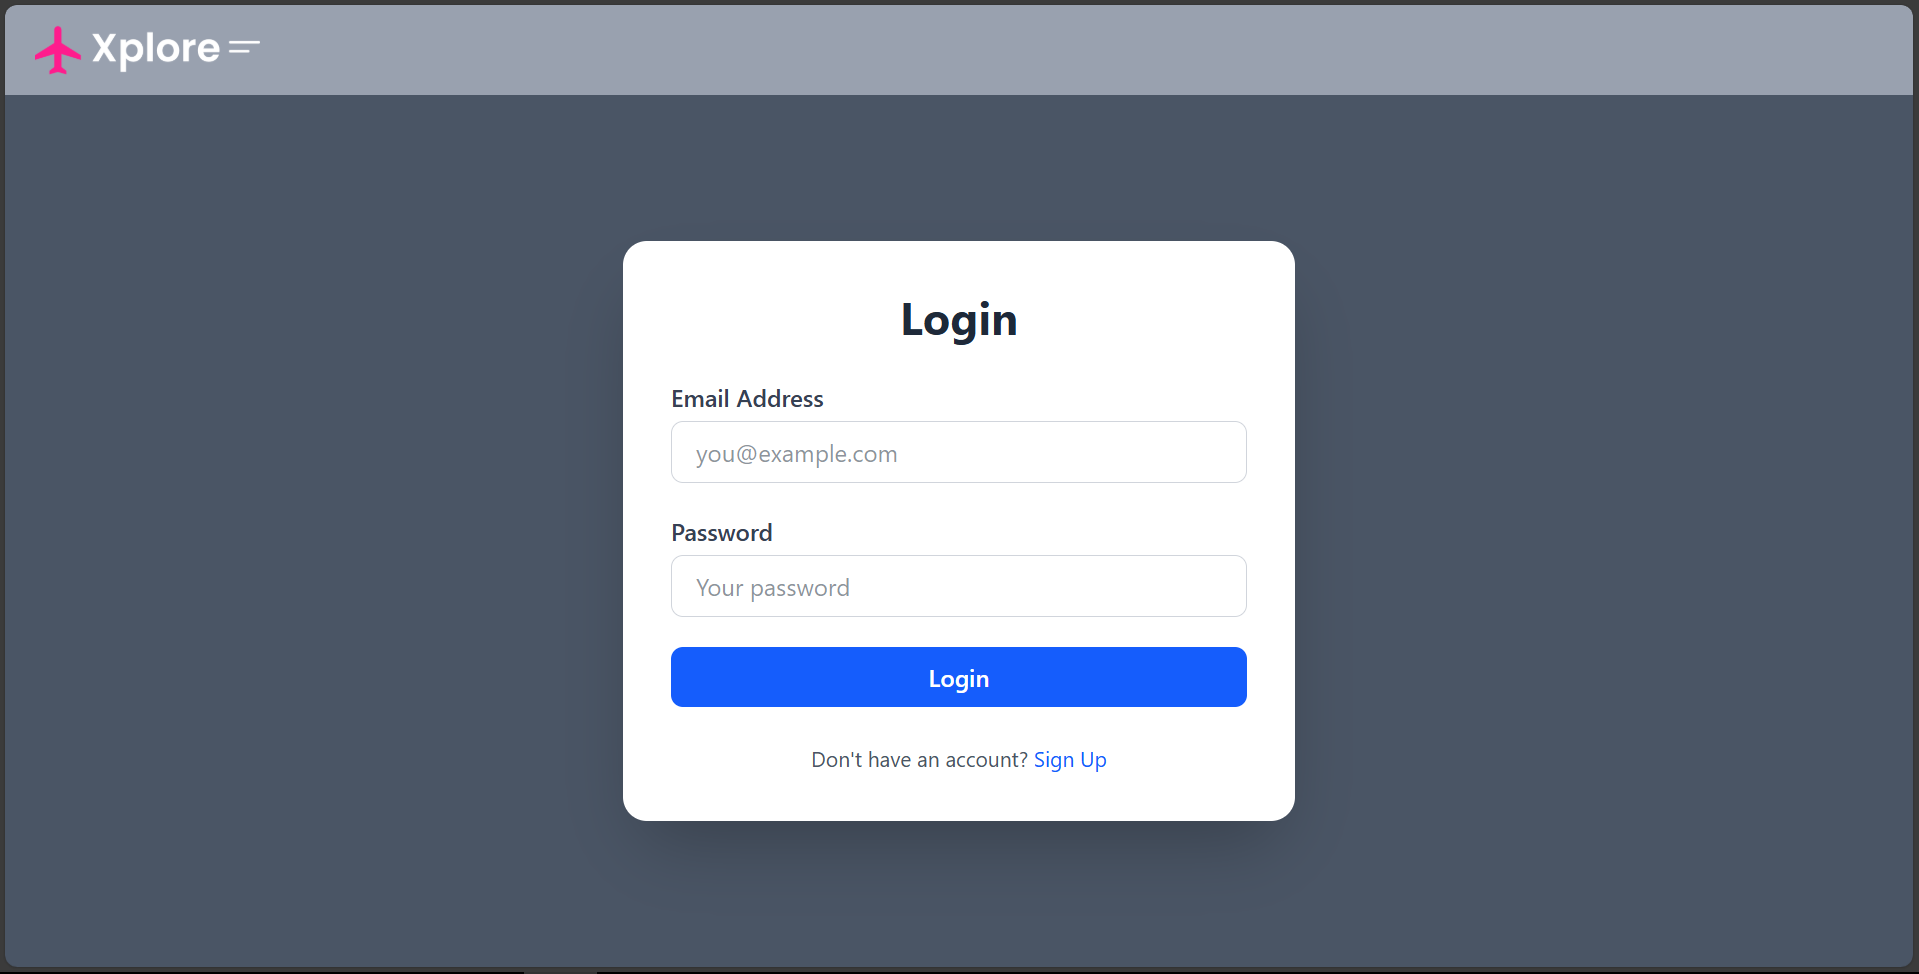 Xplore
Login
Email Address
you@example.com
Password
Your password
Login
Don't have an account? Sign Up